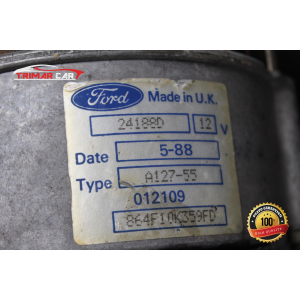 TRIMAR CAR
Ford Made in U.K.
24188D 12 V
Date 5-88
Type A127-55
012109
864F10K359FD
100